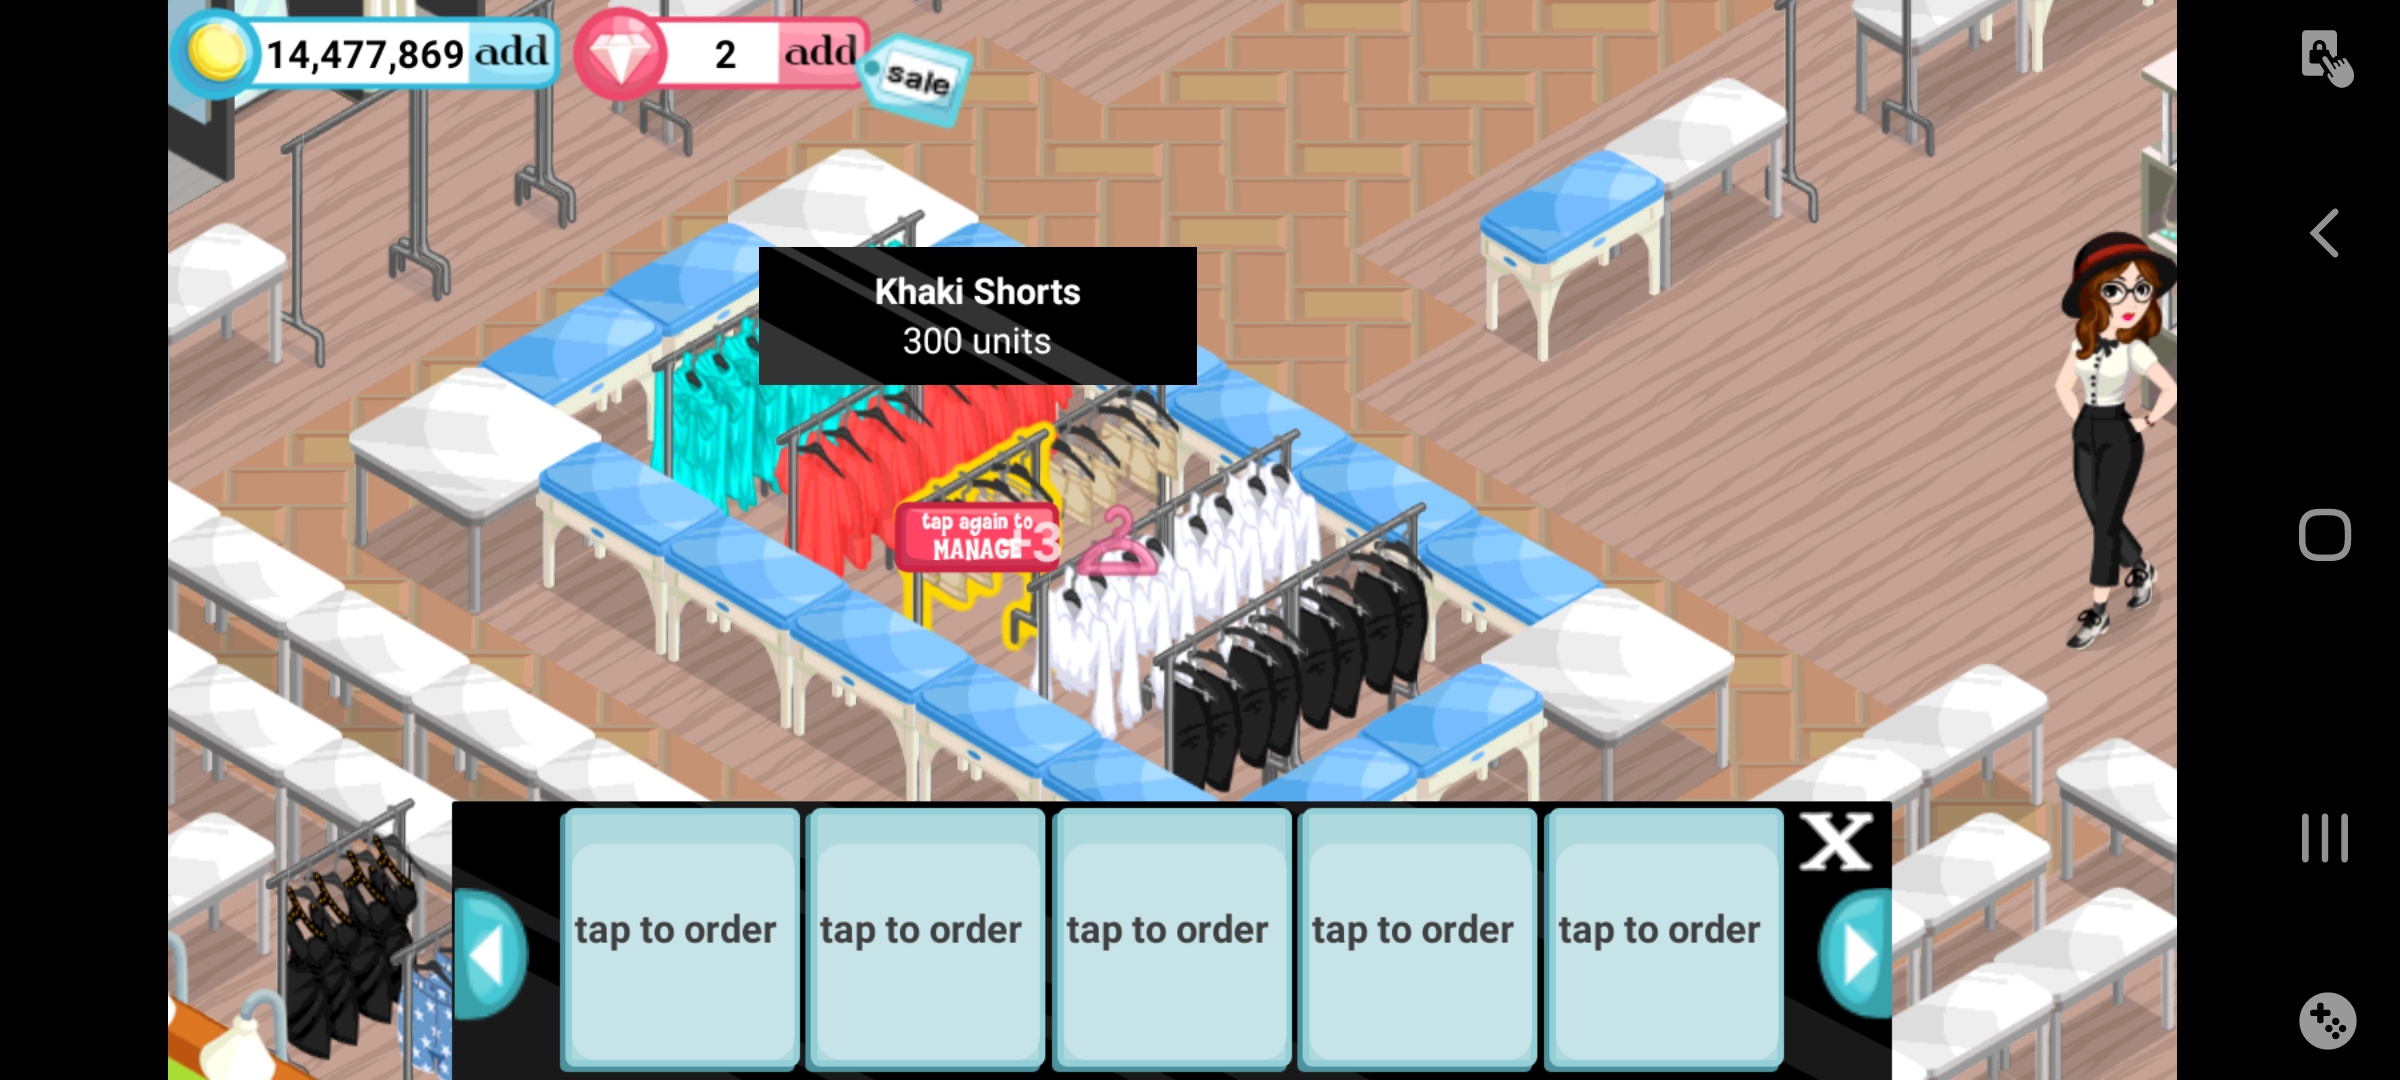 14,477,869 add
2 add
sale
Khaki Shorts
300 units
tap again to
MANAGE
+3
tap to order
tap to order
tap to order
tap to order
tap to order
X